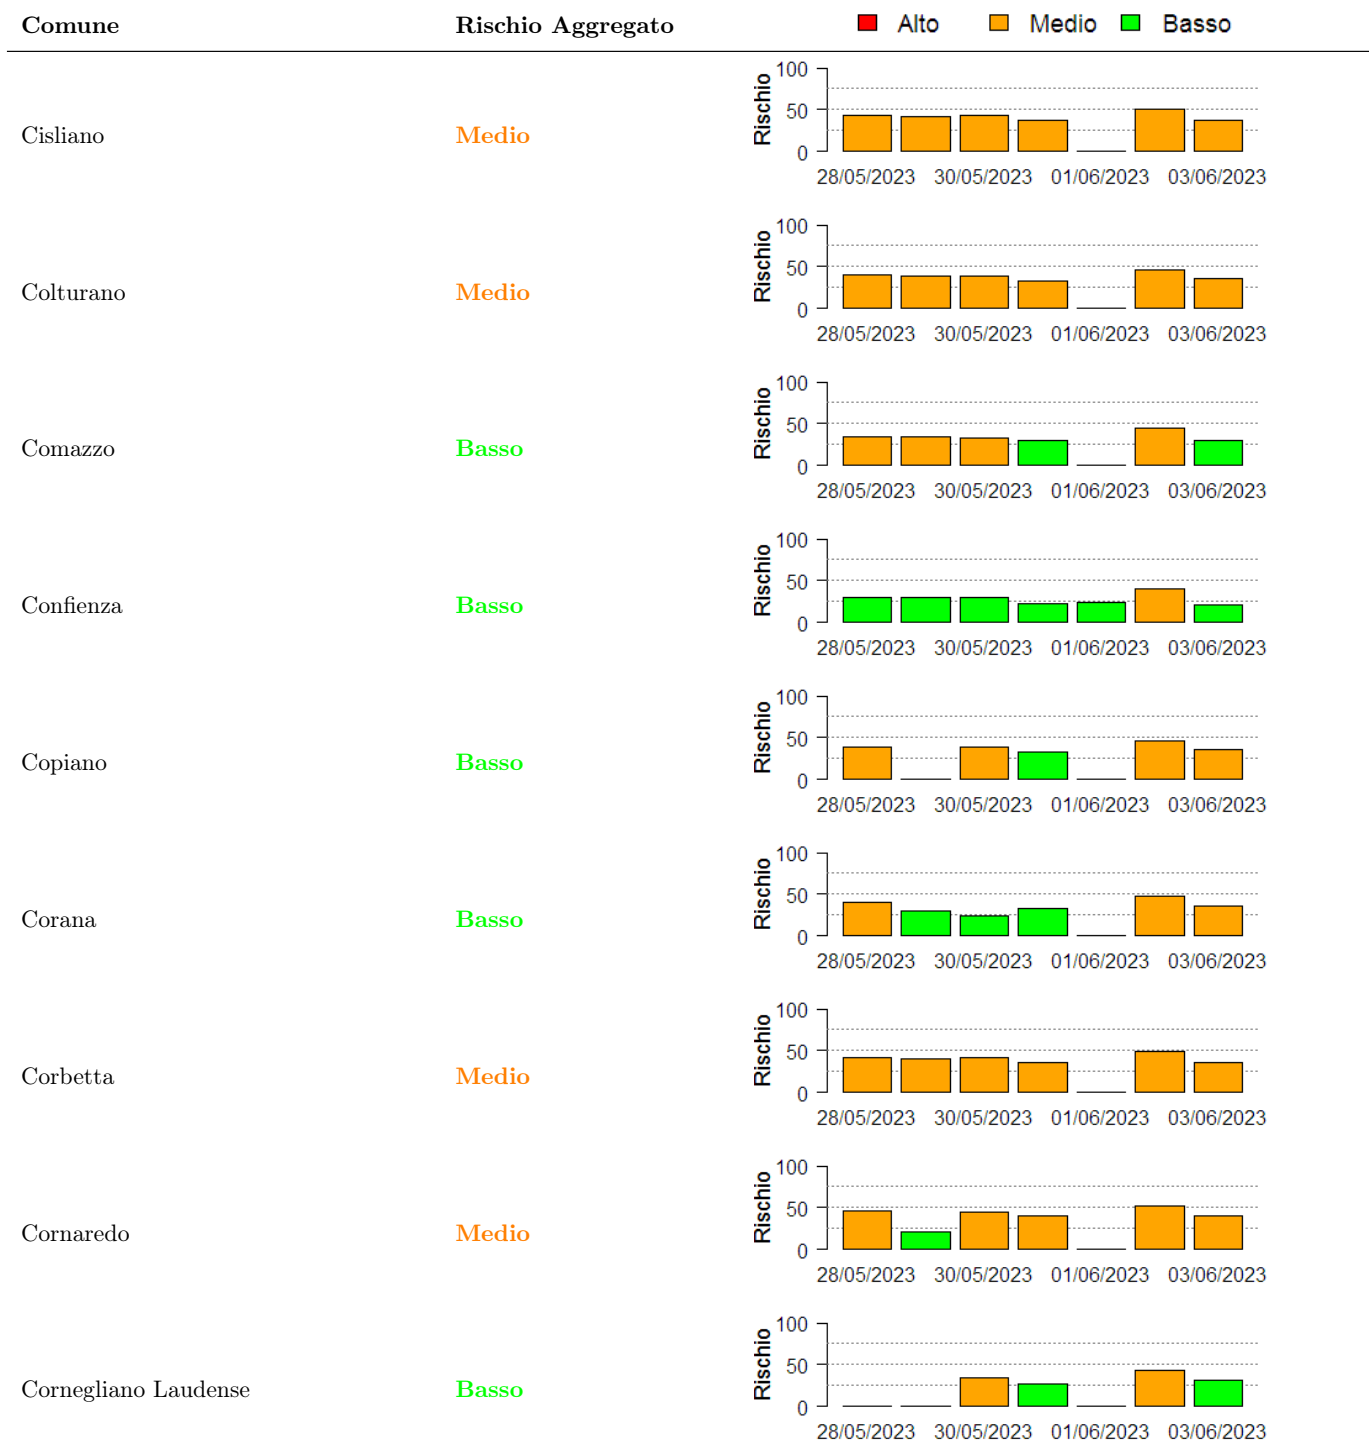 Comune Rischio Aggregato Alto Medio Basso
Cisliano Medio
Rischio
100
50
0
28/05/2023 30/05/2023 01/06/2023 03/06/2023
Colturano Medio
Rischio
100
50
0
28/05/2023 30/05/2023 01/06/2023 03/06/2023
Comazzo Basso
Rischio
100
50
0
28/05/2023 30/05/2023 01/06/2023 03/06/2023
Confienza Basso
Rischio
100
50
0
28/05/2023 30/05/2023 01/06/2023 03/06/2023
Copiano Basso
Rischio
100
50
0
28/05/2023 30/05/2023 01/06/2023 03/06/2023
Corana Basso
Rischio
100
50
0
28/05/2023 30/05/2023 01/06/2023 03/06/2023
Corbetta Medio
Rischio
100
50
0
28/05/2023 30/05/2023 01/06/2023 03/06/2023
Cornaredo Medio
Rischio
100
50
0
28/05/2023 30/05/2023 01/06/2023 03/06/2023
Cornegliano Laudense Basso
Rischio
100
50
0
28/05/2023 30/05/2023 01/06/2023 03/06/2023